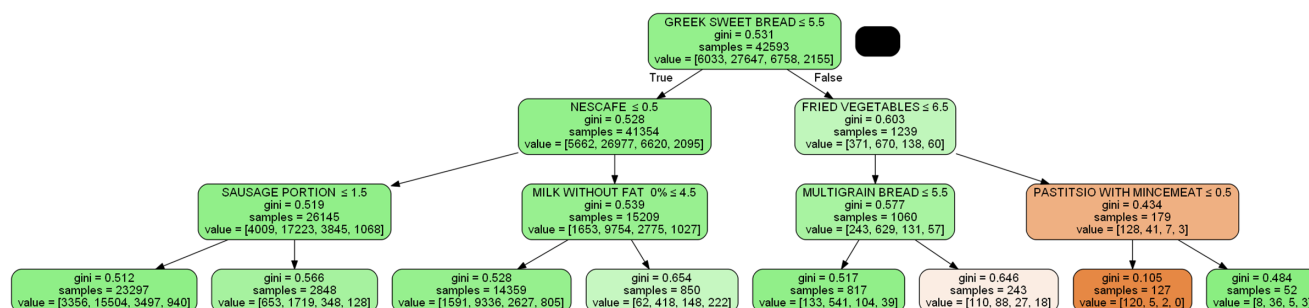 GREEK SWEET BREAD ≤ 5.5
gini = 0.531
samples = 42593
value = [6033, 27647, 6758, 2155]
True
False
NESCAFE ≤ 0.5
gini = 0.528
samples = 41354
value = [5662, 26977, 6620, 2095]
FRIED VEGETABLES ≤ 6.5
gini = 0.603
samples = 1239
value = [371, 670, 138, 60]
SAUSAGE PORTION ≤ 1.5
gini = 0.519
samples = 26145
value = [4009, 17223, 3845, 1068]
MILK WITHOUT FAT 0% ≤ 4.5
gini = 0.539
samples = 15209
value = [1653, 9754, 2775, 1027]
MULTIGRAIN BREAD ≤ 5.5
gini = 0.577
samples = 1060
value = [243, 629, 131, 57]
PASTITSIO WITH MINCEMEAT ≤ 0.5
gini = 0.434
samples = 179
value = [128, 41, 7, 3]
gini = 0.512
samples = 23297
value = [3356, 15504, 3497, 940]
gini = 0.566
samples = 2848
value = [653, 1719, 348, 128]
gini = 0.528
samples = 14359
value = [1591, 9336, 2627, 805]
gini = 0.654
samples = 850
value = [62, 418, 148, 222]
gini = 0.517
samples = 817
value = [133, 541, 104, 39]
gini = 0.646
samples = 243
value = [110, 88, 27, 18]
gini = 0.105
samples = 127
value = [120, 5, 2, 0]
gini = 0.484
samples = 52
value = [8, 36, 5, 3